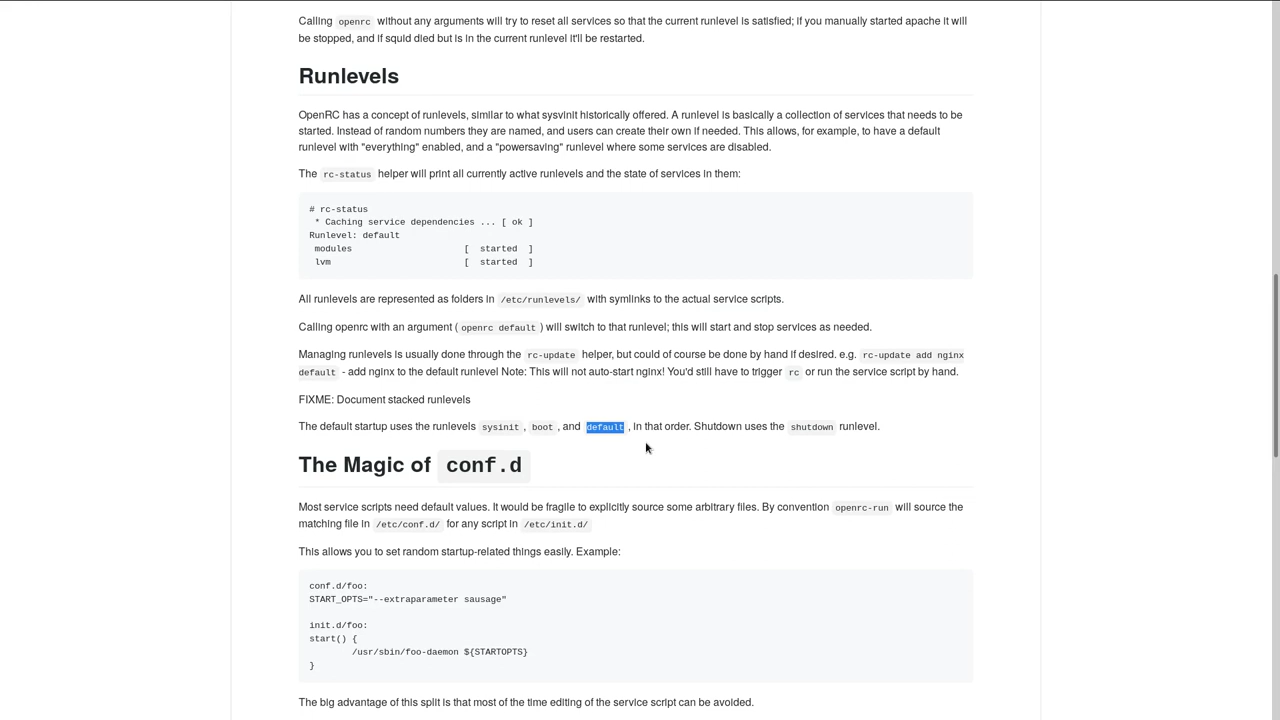 Calling openrc without any arguments will try to reset all services so that the current runlevel is satisfied; if you manually started apache it will
be stopped, and if squid died but is in the current runlevel it'll be restarted.
Runlevels
OpenRC has a concept of runlevels, similar to what sysvinit historically offered. A runlevel is basically a collection of services that needs to be
started. Instead of random numbers they are named, and users can create their own if needed. This allows, for example, to have a default
runlevel with "everything" enabled, and a "powersaving" runlevel where some services are disabled.
The rc-status helper will print all currently active runlevels and the state of services in them:
# rc-status
 * Caching service dependencies ... [ ok ]
Runlevel: default
 modules                     [  started  ]
 lvm                         [  started  ]
All runlevels are represented as folders in /etc/runlevels/ with symlinks to the actual service scripts.
Calling openrc with an argument ( openrc default ) will switch to that runlevel; this will start and stop services as needed.
Managing runlevels is usually done through the rc-update helper, but could of course be done by hand if desired. e.g. rc-update add nginx
default - add nginx to the default runlevel Note: This will not auto-start nginx! You'd still have to trigger rc or run the service script by hand.
FIXME: Document stacked runlevels
The default startup uses the runlevels sysinit , boot , and default , in that order. Shutdown uses the shutdown runlevel.
The Magic of conf.d
Most service scripts need default values. It would be fragile to explicitly source some arbitrary files. By convention openrc-run will source the
matching file in /etc/conf.d/ for any script in /etc/init.d/
This allows you to set random startup-related things easily. Example:
conf.d/foo:
START_OPTS="--extraparameter sausage"
init.d/foo:
start() {
        /usr/sbin/foo-daemon ${STARTOPTS}
}
The big advantage of this split is that most of the time editing of the service script can be avoided.